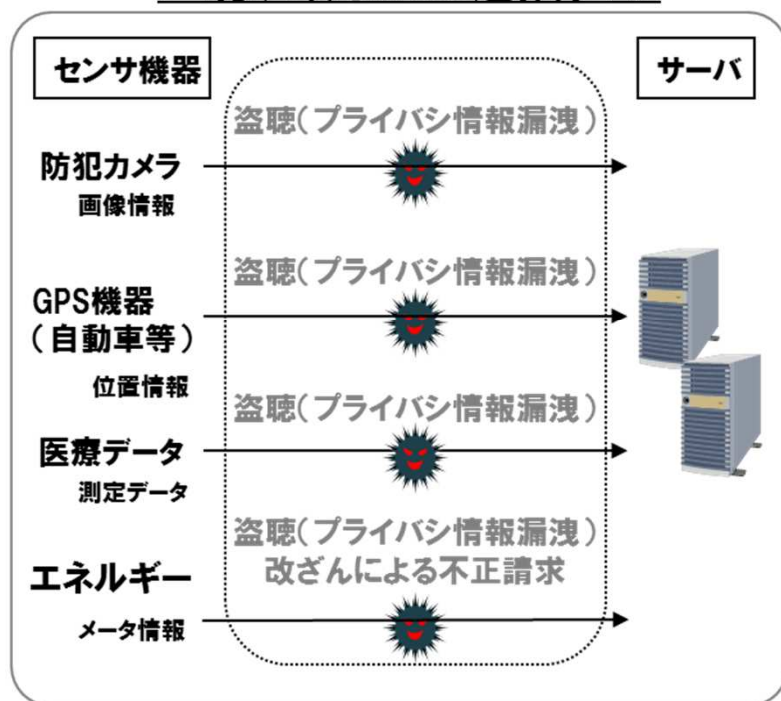 センサ機器
サーバ
盗聴(プライバシ情報漏洩)
防犯カメラ
画像情報
盗聴(プライバシ情報漏洩)
GPS機器
(自動車等)
位置情報
盗聴(プライバシ情報漏洩)
医療データ
測定データ
盗聴(プライバシ情報漏洩)
改ざんによる不正請求
エネルギー
メータ情報